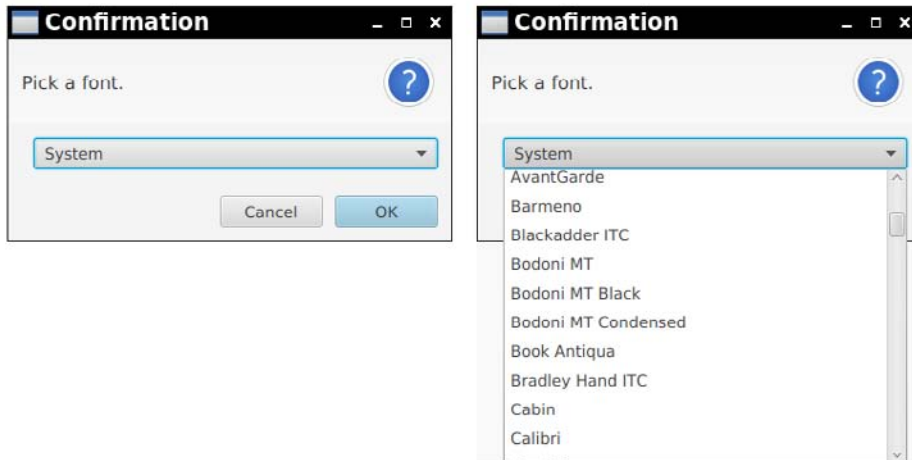 Confirmation
Pick a font.
?
System
Cancel OK
Confirmation
Pick a font.
?
System
AvantGarde
Barmeno
Blackadder ITC
Bodoni MT
Bodoni MT Black
Bodoni MT Condensed
Book Antiqua
Bradley Hand ITC
Cabin
Calibri